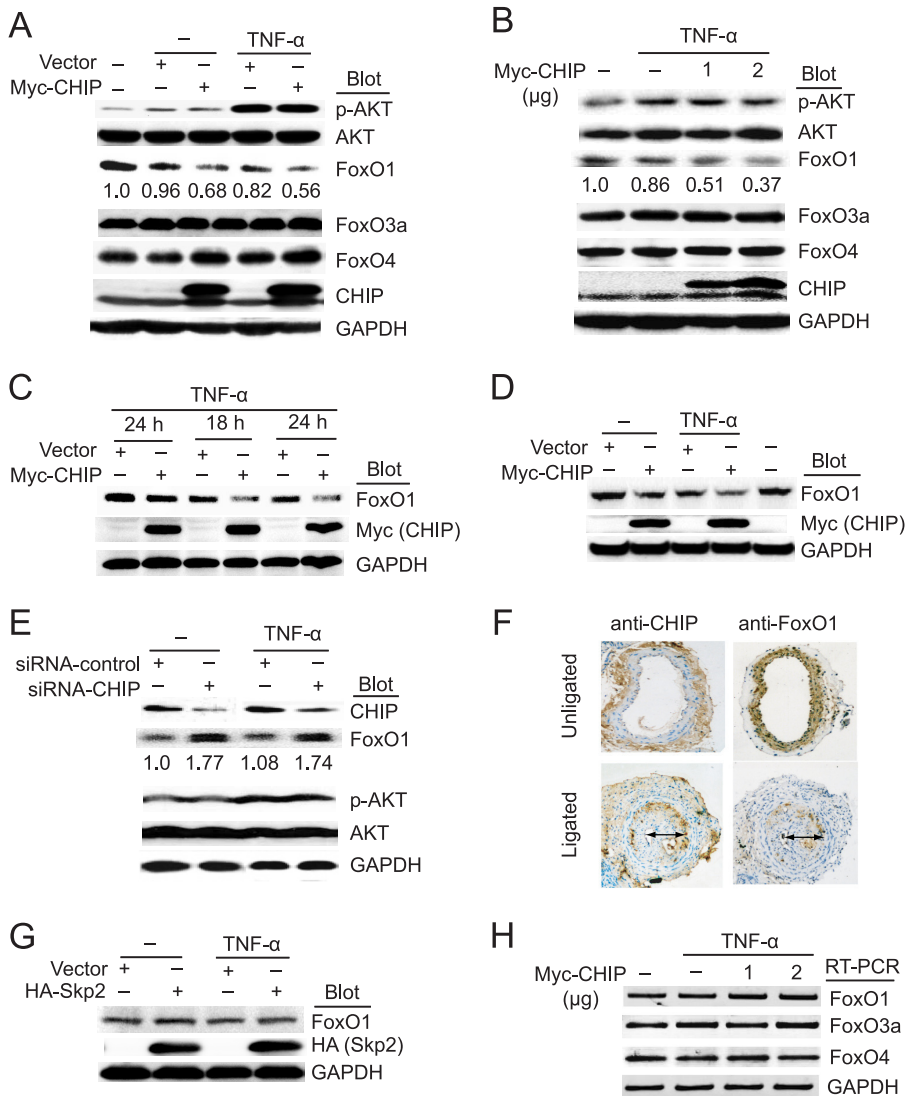 A
– TNF-α
Vector – + – + –
Myc-CHIP – – + – +
Blot
p-AKT
AKT
FoxO1
1.0 0.96 0.68 0.82 0.56
FoxO3a
FoxO4
CHIP
GAPDH
B
TNF-α
Myc-CHIP – – 1 2
(µg)
Blot
p-AKT
AKT
FoxO1
1.0 0.86 0.51 0.37
FoxO3a
FoxO4
CHIP
GAPDH
C
TNF-α
24 h 18 h 24 h
Vector + – + – + –
Myc-CHIP – + – + – +
Blot
FoxO1
Myc (CHIP)
GAPDH
D
– TNF-α
Vector + – + – –
Myc-CHIP – + – + –
Blot
FoxO1
Myc (CHIP)
GAPDH
E
– TNF-α
siRNA-control + – + –
siRNA-CHIP – + – +
Blot
CHIP
FoxO1
1.0 1.77 1.08 1.74
p-AKT
AKT
GAPDH
F
anti-CHIP anti-FoxO1
Unligated
Ligated
G
– TNF-α
Vector + – + –
HA-Skp2 – + – +
Blot
FoxO1
HA (Skp2)
GAPDH
H
TNF-α
Myc-CHIP – – 1 2
(µg)
RT-PCR
FoxO1
FoxO3a
FoxO4
GAPDH